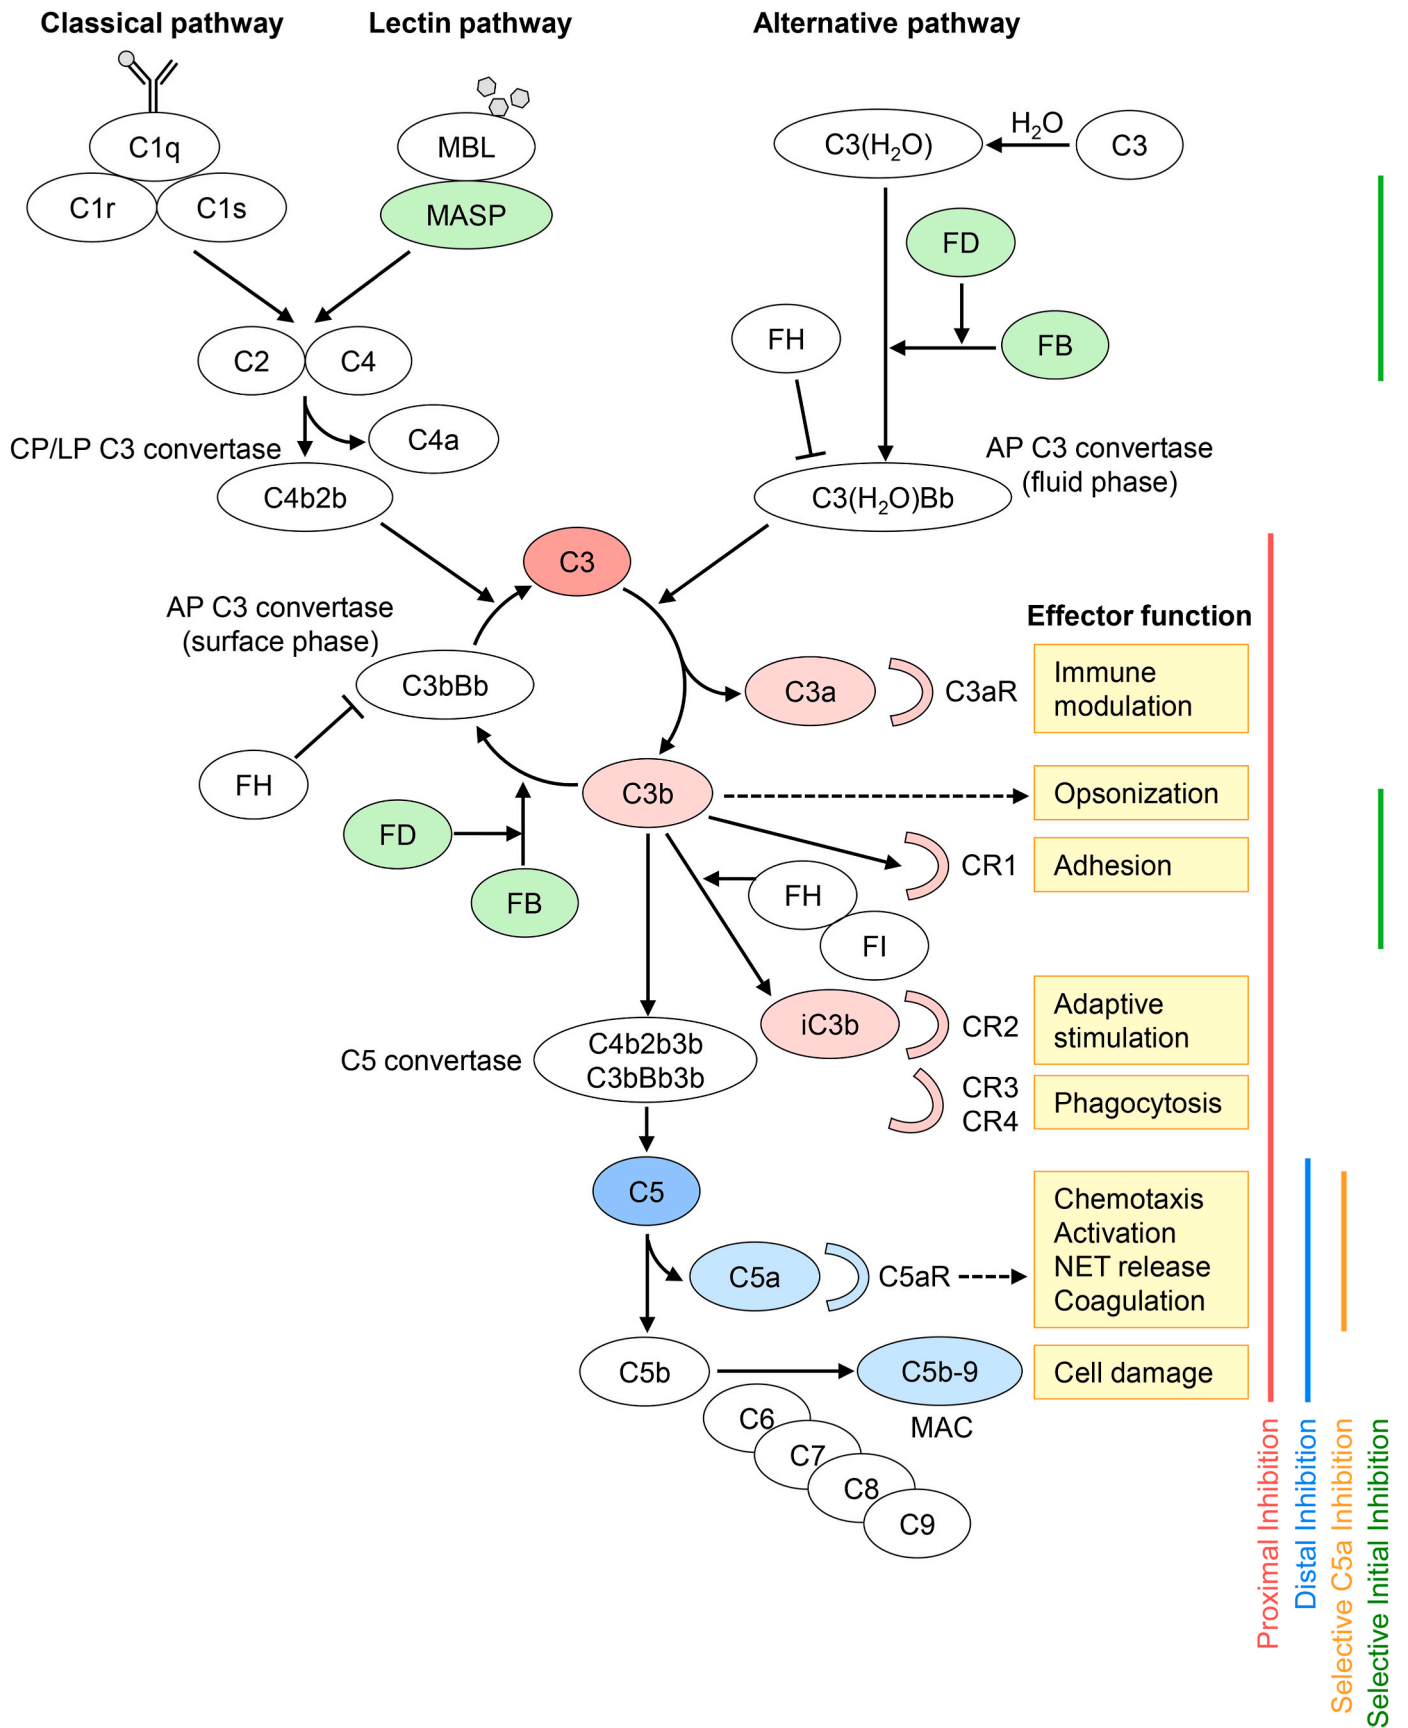 Classical pathway
Lectin pathway
Alternative pathway
C1q
C1r
C1s
MBL
MASP
C3(H₂O)
H₂O
C3
FD
FB
FH
C2
C4
C4a
CP/LP C3 convertase
C4b2b
AP C3 convertase
(fluid phase)
C3(H₂O)Bb
C3
AP C3 convertase
(surface phase)
C3bBb
FH
FD
FB
C3a
C3aR
C3b
CR1
FH
FI
iC3b
CR2
CR3
CR4
C5 convertase
C4b2b3b
C3bBb3b
C5
C5a
C5aR
C5b
C5b-9
MAC
C6
C7
C8
C9
Effector function
Immune
modulation
Opsonization
Adhesion
Adaptive
stimulation
Phagocytosis
Chemotaxis
Activation
NET release
Coagulation
Cell damage
Proximal Inhibition
Distal Inhibition
Selective C5a Inhibition
Selective Initial Inhibition